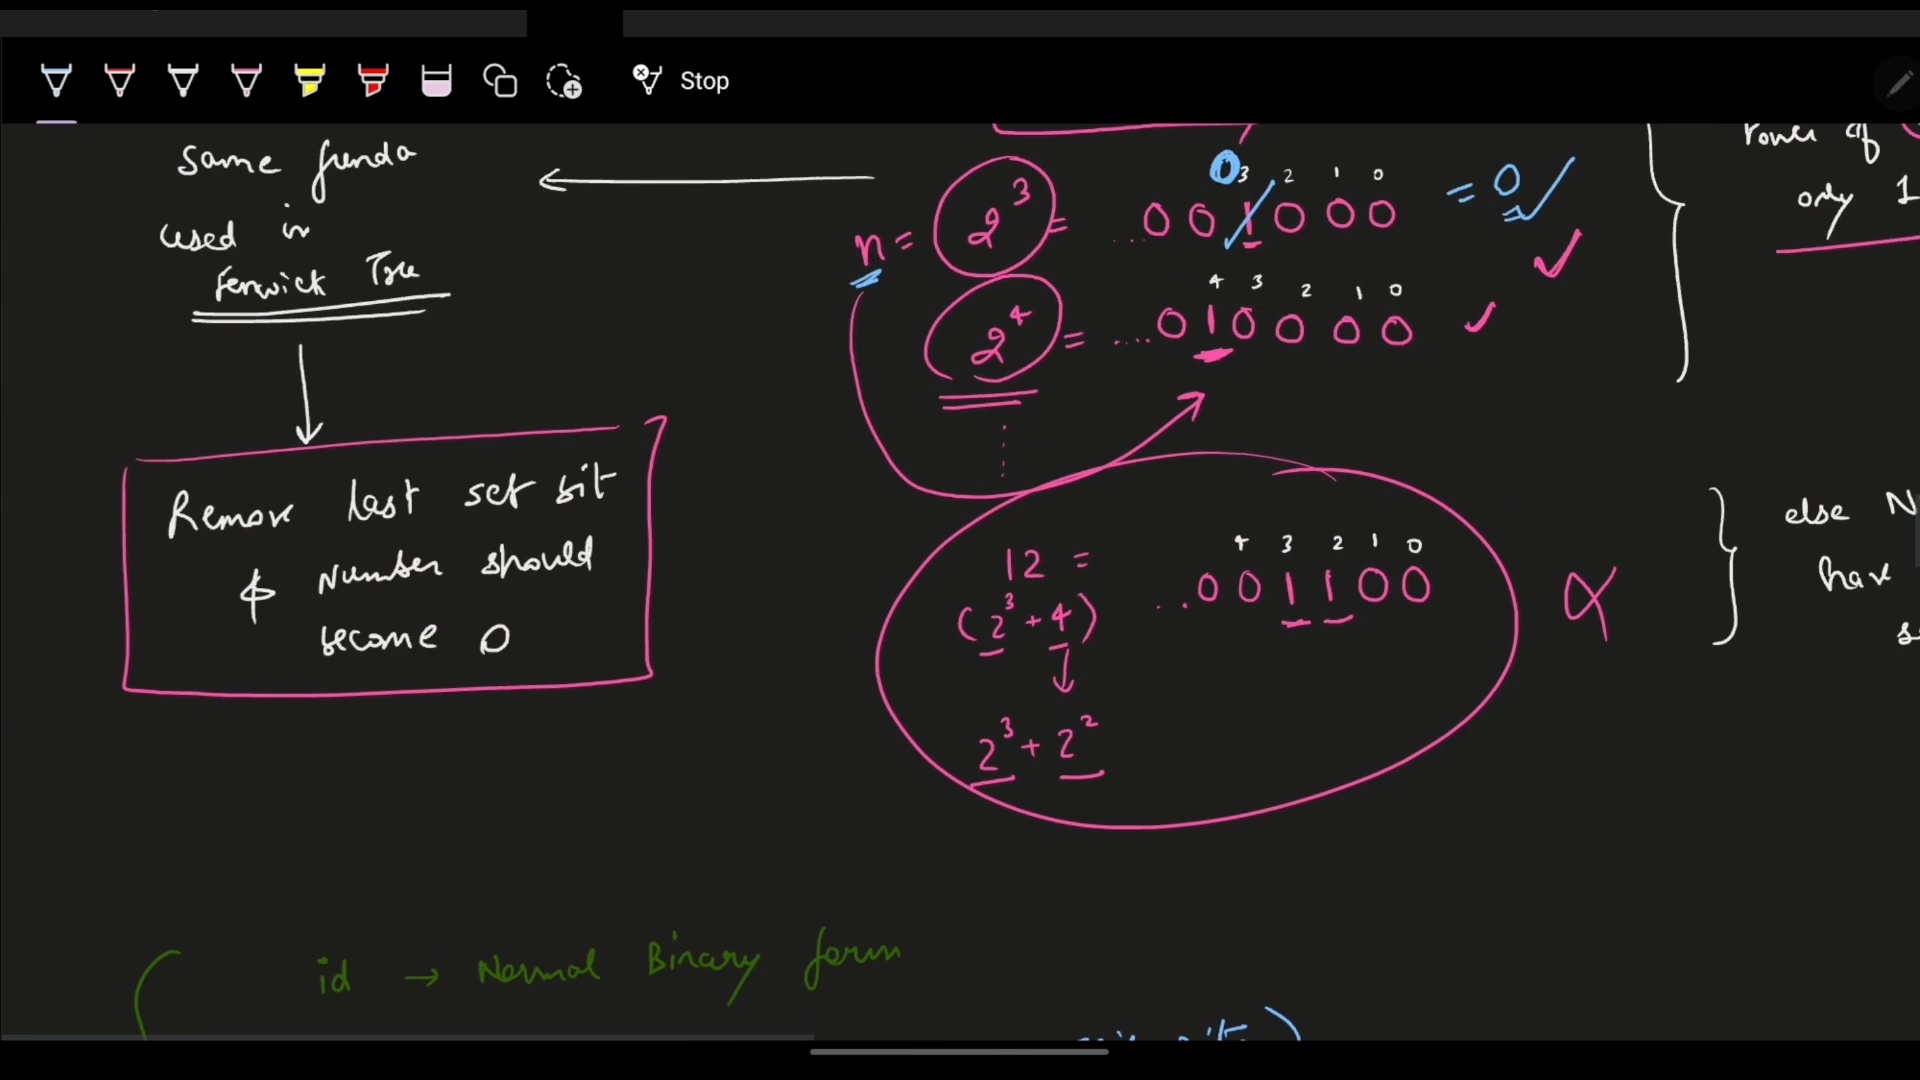 Stop
Same funda
used in
Fenwick Tree
Remove last set bit
& Number should
become 0
0 3 2 1 0
n = 2^3 = ... 0 0 1 0 0 0 = 0
4 3 2 1 0
2^4 = .... 0 1 0 0 0 0
Power of
only 1
4 3 2 1 0
12 = ... 0 0 1 1 0 0
(2^3 + 4)
2^3 + 2^2
else N
have
id → Normal Binary form